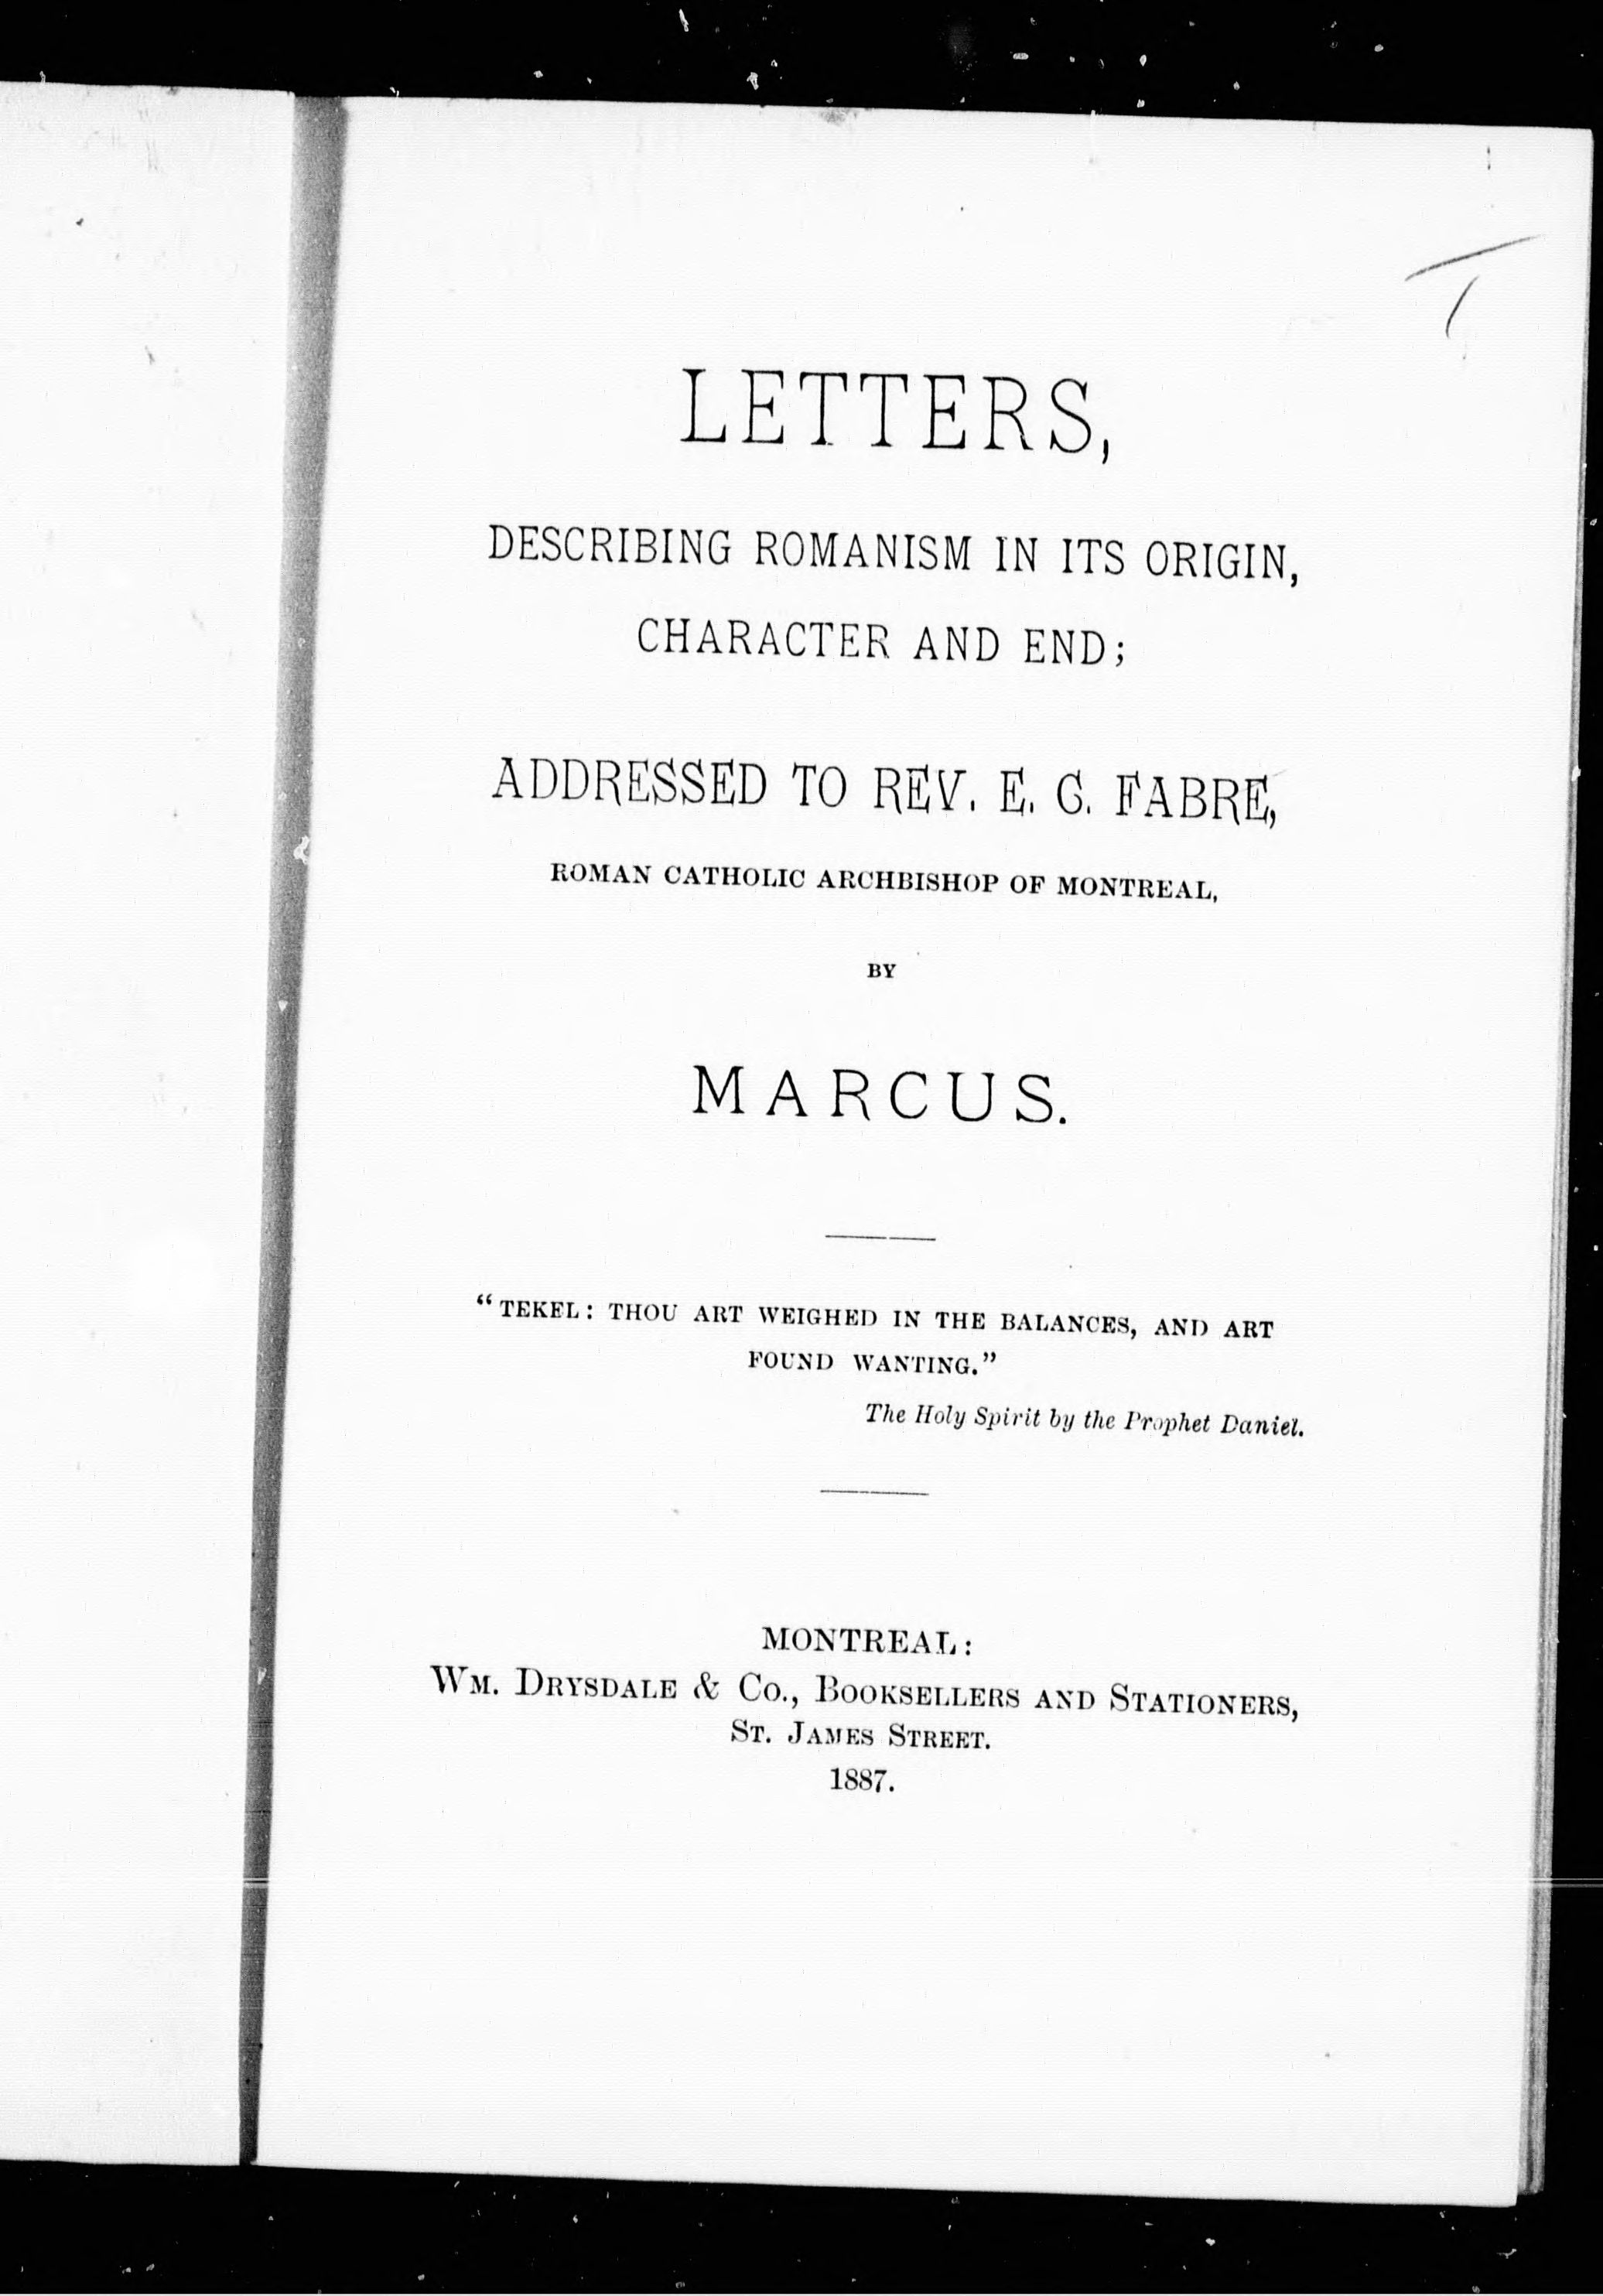 LETTERS,
DESCRIBING ROMANISM IN ITS ORIGIN,
CHARACTER AND END;
ADDRESSED TO REV. E. C. FABRE,
ROMAN CATHOLIC ARCHBISHOP OF MONTREAL,
BY
MARCUS.
"TEKEL: THOU ART WEIGHED IN THE BALANCES, AND ART
FOUND WANTING."
The Holy Spirit by the Prophet Daniel.
MONTREAL:
WM. DRYSDALE & CO., BOOKSELLERS AND STATIONERS,
ST. JAMES STREET.
1887.